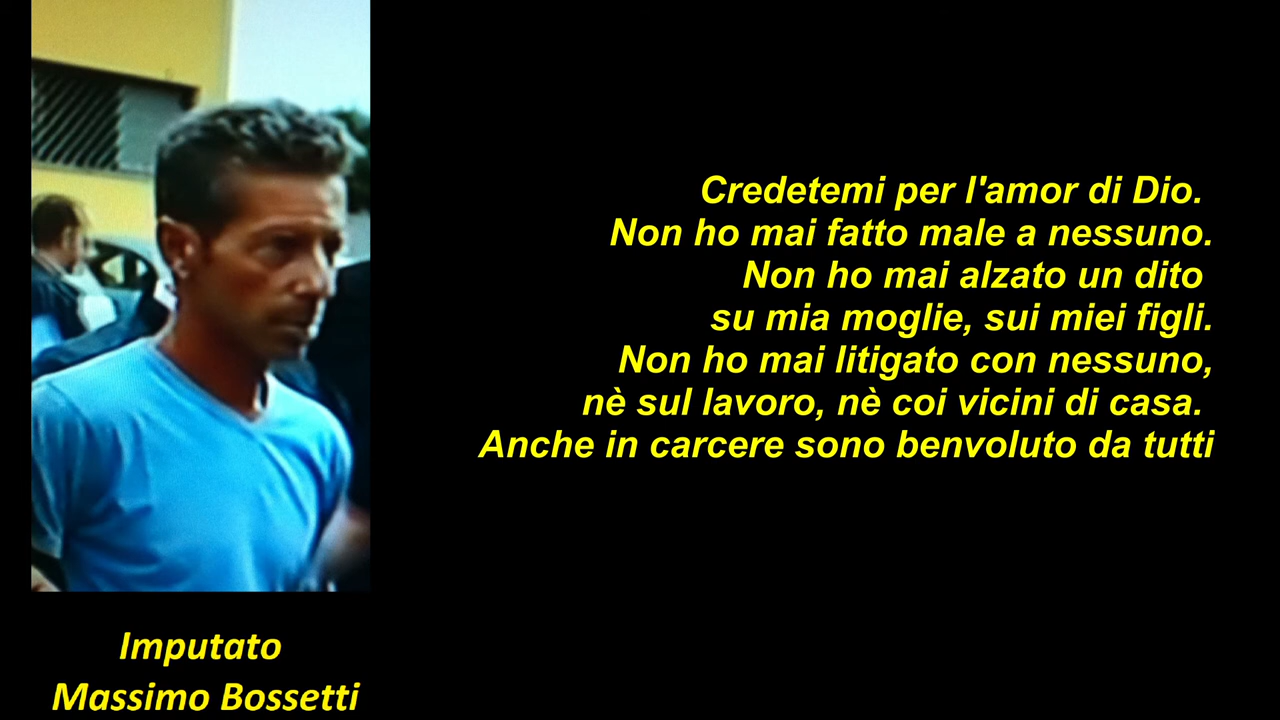 Credetemi per l'amor di Dio.
Non ho mai fatto male a nessuno.
Non ho mai alzato un dito
su mia moglie, sui miei figli.
Non ho mai litigato con nessuno,
nè sul lavoro, nè coi vicini di casa.
Anche in carcere sono benvoluto da tutti
Imputato
Massimo Bossetti